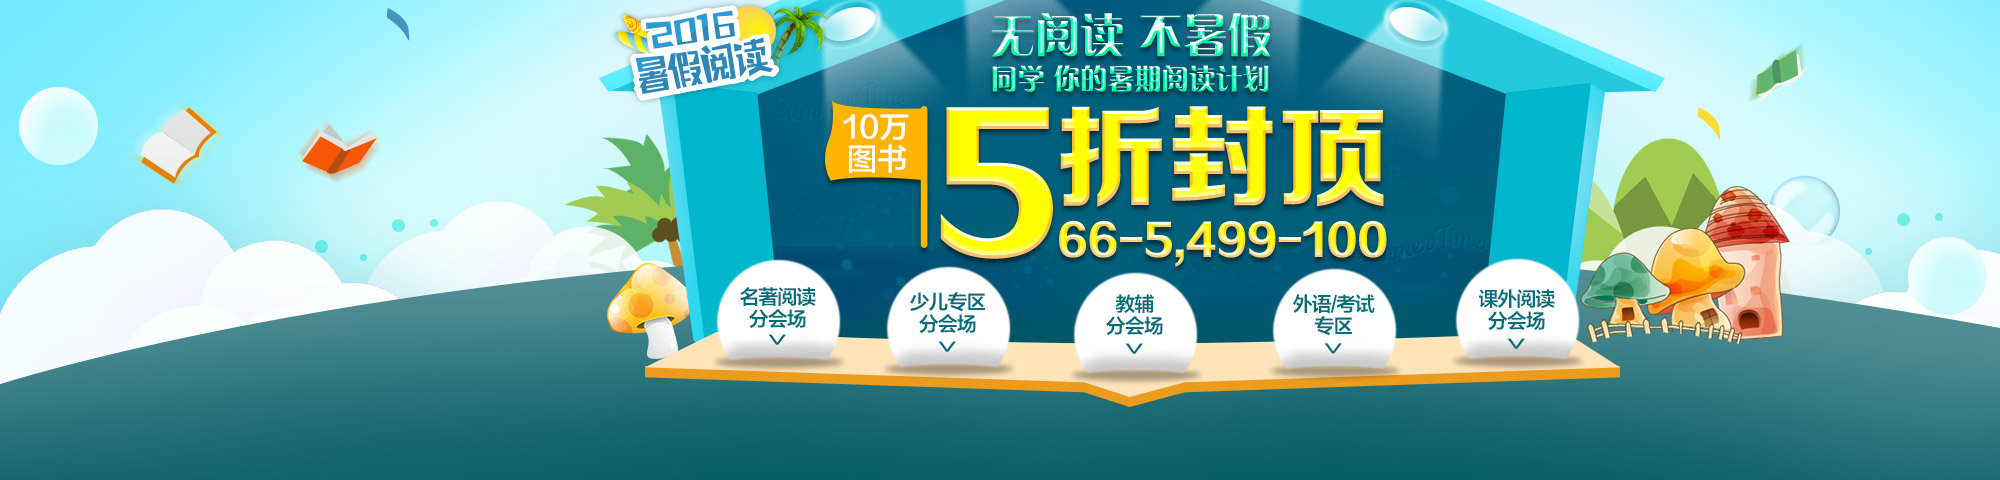 2016
暑假阅读
无阅读 不暑假
同学 你的暑期阅读计划
10万
图书
5折封顶
66-5,499-100
名著阅读
分会场
少儿专区
分会场
教辅
分会场
外语/考试
专区
课外阅读
分会场